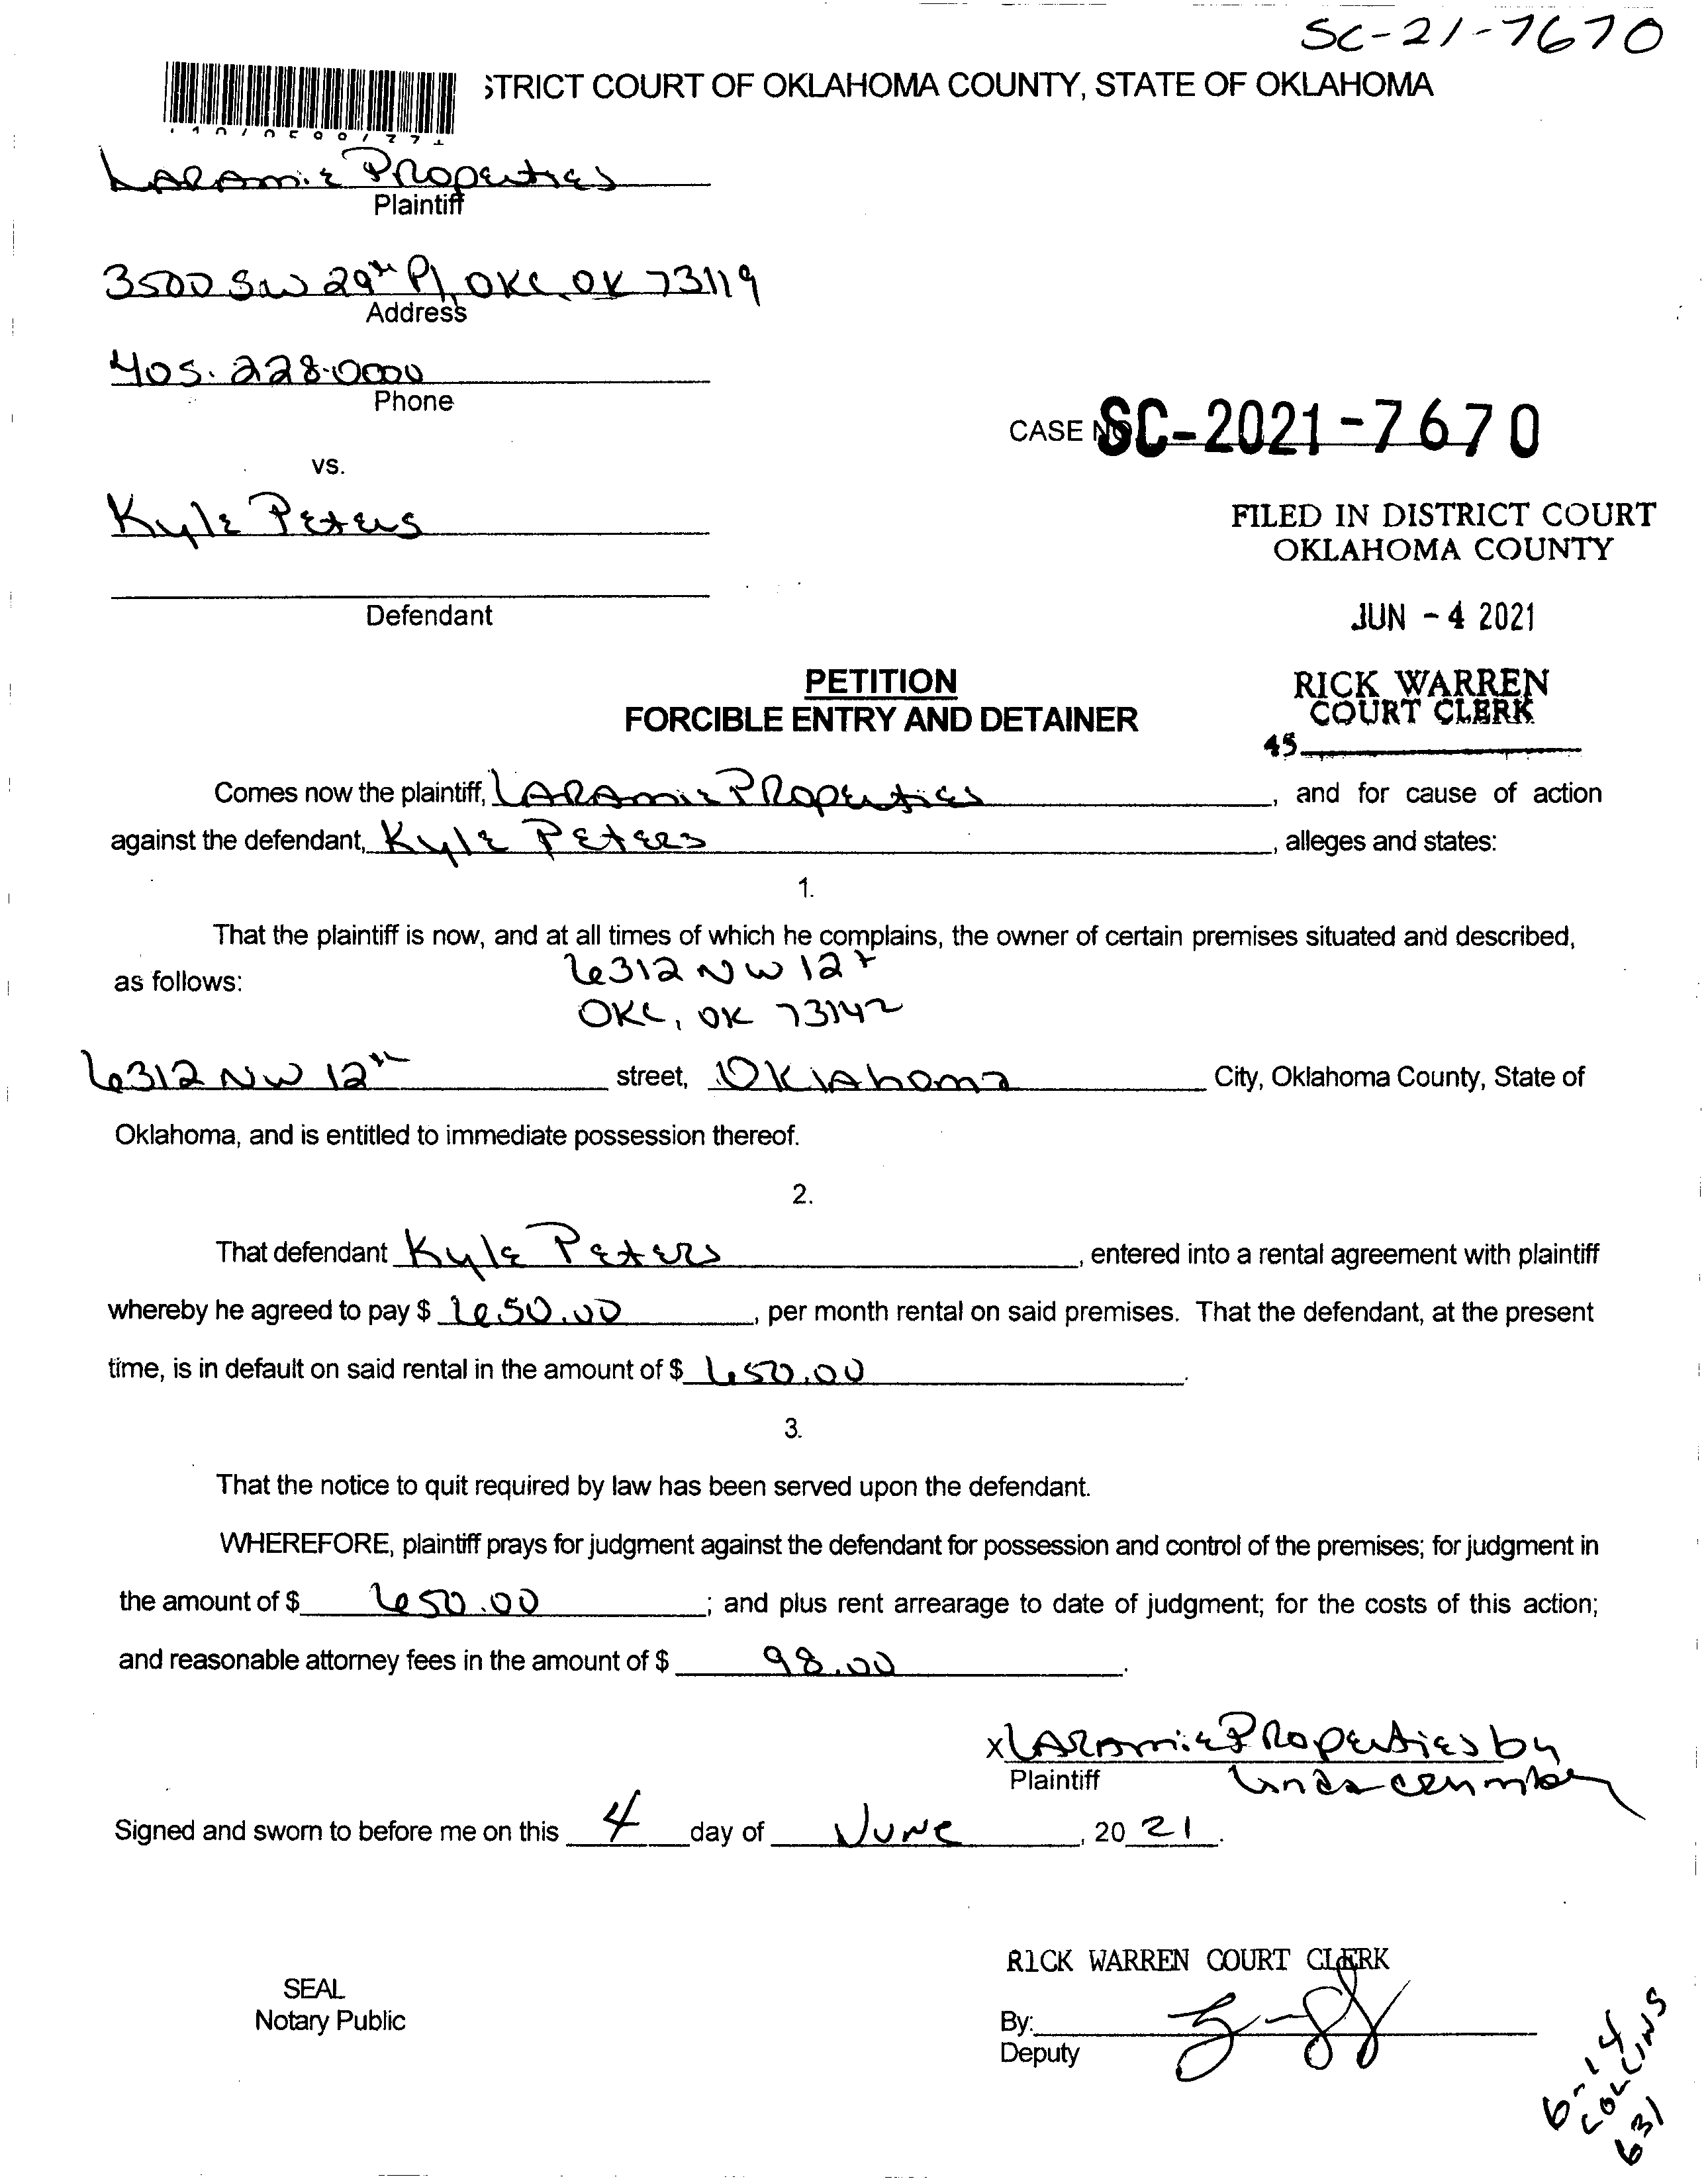 SC-21-7670
STRICT COURT OF OKLAHOMA COUNTY, STATE OF OKLAHOMA
Laramie Properties
Plaintiff
3500 SW 29th Pl, OKC, OK 73119
Address
405.228.0000
Phone
CASE NO SC-2021-7670
vs.
Kyle Peters
FILED IN DISTRICT COURT
OKLAHOMA COUNTY
Defendant
JUN - 4 2021
PETITION
FORCIBLE ENTRY AND DETAINER
RICK WARREN
COURT CLERK
45
Comes now the plaintiff, Laramie Properties, and for cause of action
against the defendant, Kyle Peters, alleges and states:
1.
That the plaintiff is now, and at all times of which he complains, the owner of certain premises situated and described,
as follows:
6312 NW 12th
OKC, OK 73142
6312 NW 12th street, Oklahoma City, Oklahoma County, State of
Oklahoma, and is entitled to immediate possession thereof.
2.
That defendant Kyle Peters, entered into a rental agreement with plaintiff
whereby he agreed to pay $ 650.00, per month rental on said premises. That the defendant, at the present
time, is in default on said rental in the amount of $ 650.00.
3.
That the notice to quit required by law has been served upon the defendant.
WHEREFORE, plaintiff prays for judgment against the defendant for possession and control of the premises; for judgment in
the amount of $ 650.00; and plus rent arrearage to date of judgment; for the costs of this action;
and reasonable attorney fees in the amount of $ 98.00.
x Laramie Properties by
Plaintiff Linda
Signed and sworn to before me on this 4 day of June, 20 21.
RICK WARREN COURT CLERK
SEAL
Notary Public
By:
Deputy
6-14
COLLINS
631